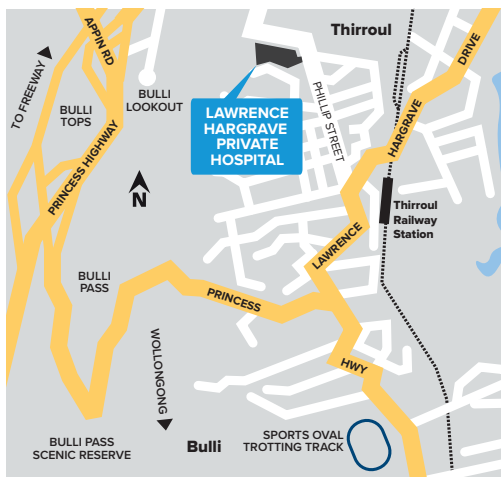 APPIN RD
Thirroul
DRIVE
TO FREEWAY
BULLI
LOOKOUT
BULLI
TOPS
LAWRENCE
HARGRAVE
PRIVATE
HOSPITAL
PHILLIP STREET
HARGRAVE
PRINCESS HIGHWAY
N
Thirroul
Railway
Station
LAWRENCE
BULLI
PASS
PRINCESS
WOLLONGONG
HWY
BULLI PASS
SCENIC RESERVE
Bulli
SPORTS OVAL
TROTTING TRACK